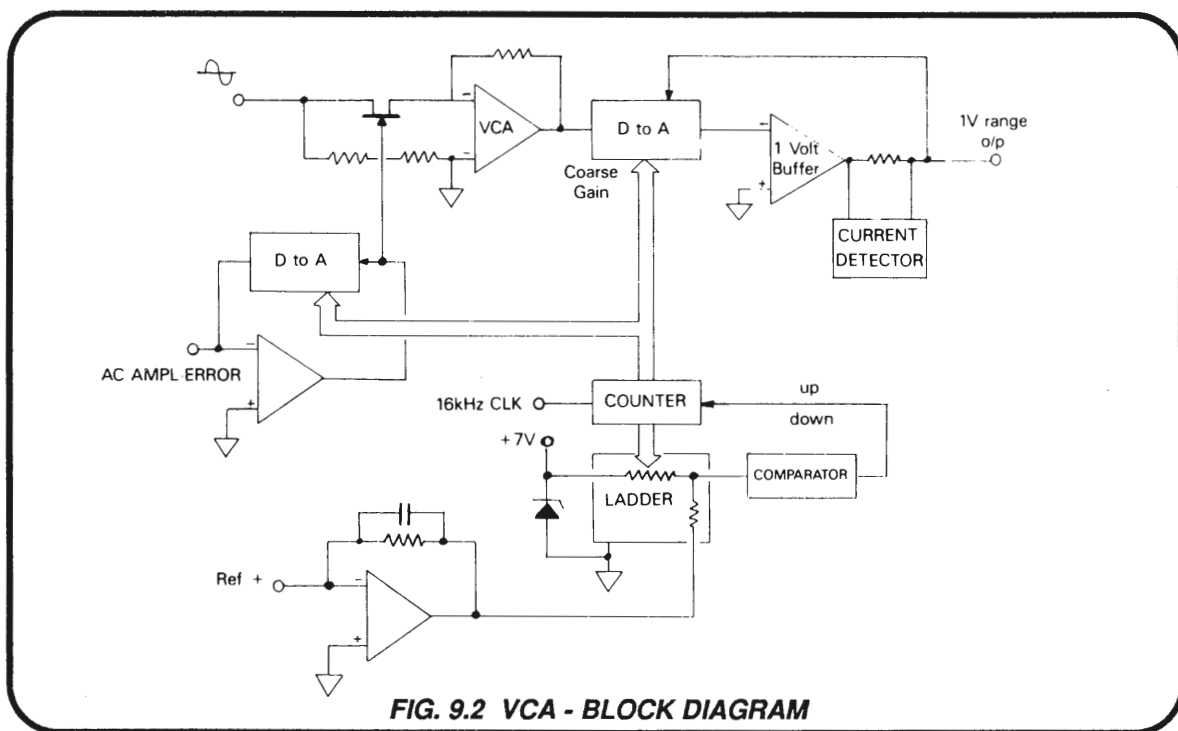 VCA
D to A
1V range
o/p
1 Volt
Buffer
Coarse
Gain
CURRENT
DETECTOR
D to A
AC AMPL ERROR
16kHz CLK
COUNTER
up
down
+7V
LADDER
COMPARATOR
Ref +
FIG. 9.2 VCA - BLOCK DIAGRAM